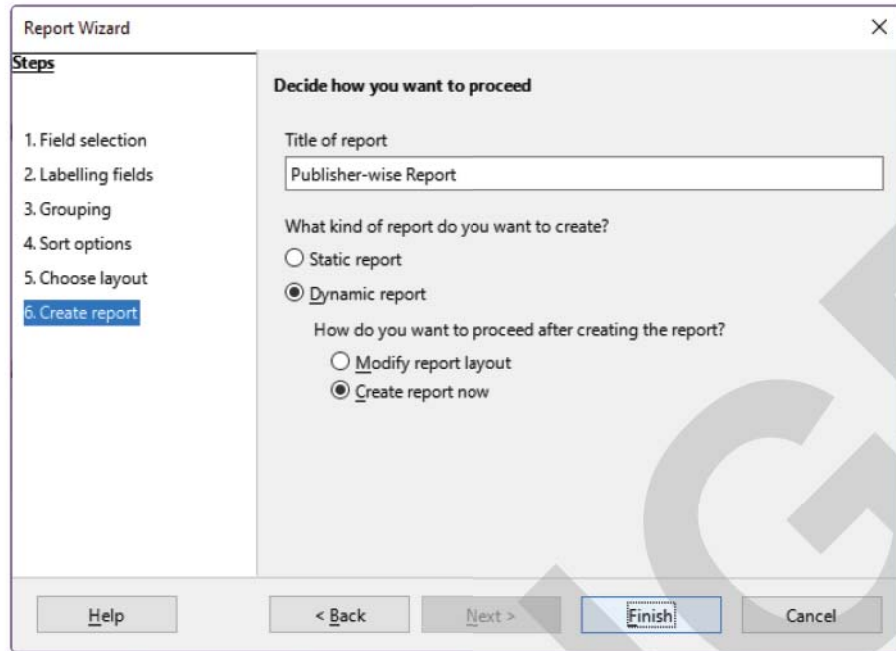 Report Wizard
Steps
1. Field selection
2. Labelling fields
3. Grouping
4. Sort options
5. Choose layout
6. Create report
Decide how you want to proceed
Title of report
Publisher-wise Report
What kind of report do you want to create?
Static report
Dynamic report
How do you want to proceed after creating the report?
Modify report layout
Create report now
Help
< Back
Next >
Finish
Cancel